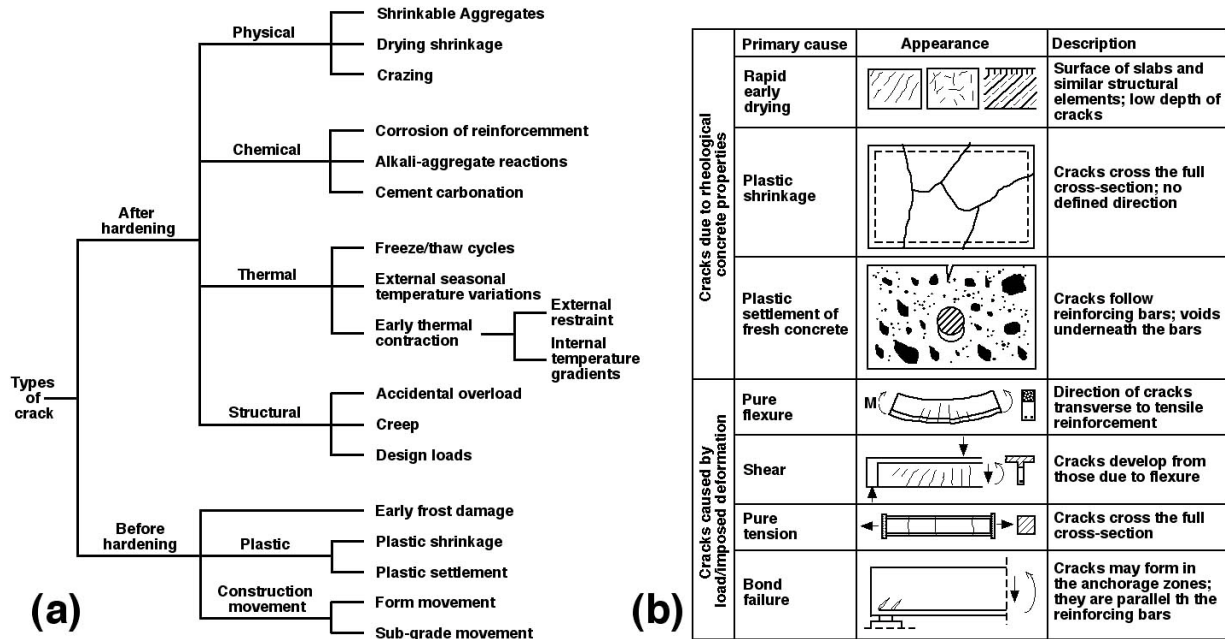 Types
of
crack
After
hardening
Physical
Shrinkable Aggregates
Drying shrinkage
Crazing
Chemical
Corrosion of reinforcemment
Alkali-aggregate reactions
Cement carbonation
Thermal
Freeze/thaw cycles
External seasonal
temperature variations
Early thermal
contraction
External
restraint
Internal
temperature
gradients
Structural
Accidental overload
Creep
Design loads
Before
hardening
Early frost damage
Plastic
Plastic shrinkage
Plastic settlement
Construction
movement
Form movement
Sub-grade movement
(a)
Primary cause
Appearance
Description
Cracks due to rheological
concrete properties
Rapid
early
drying
Surface of slabs and
similar structural
elements; low depth of
cracks
Plastic
shrinkage
Cracks cross the full
cross-section; no
defined direction
Plastic
settlement
of fresh concrete
Cracks follow
reinforcing bars; voids
underneath the bars
Cracks caused by
load/imposed deformation
Pure
flexure
M
Direction of cracks
transverse to tensile
reinforcement
Shear
Cracks develop from
those due to flexure
Pure
tension
Cracks cross the full
cross-section
Bond
failure
Cracks may form in
the anchorage zones;
they are parallel th the
reinforcing bars
(b)